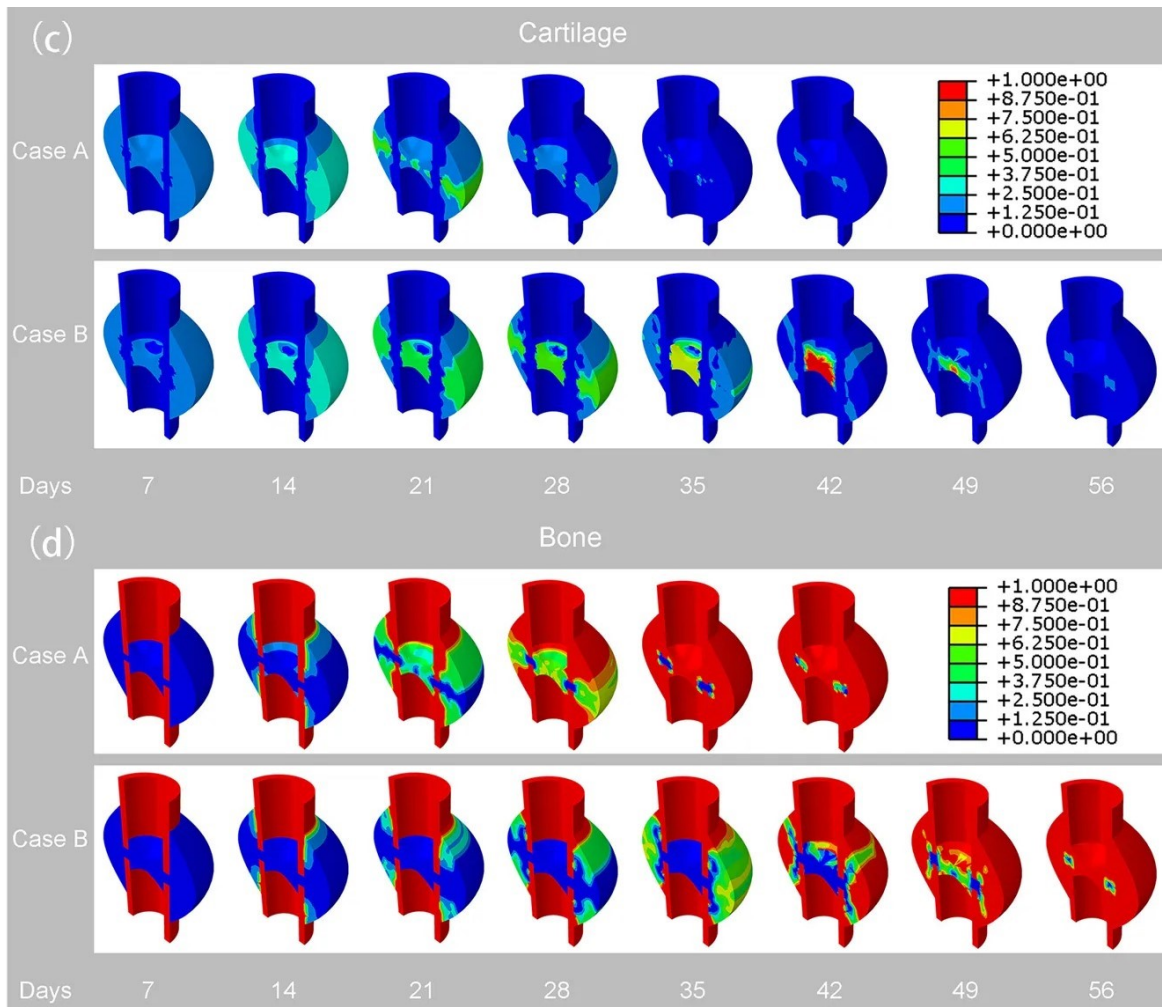 (c)
Cartilage
Case A
+1.000e+00
+8.750e-01
+7.500e-01
+6.250e-01
+5.000e-01
+3.750e-01
+2.500e-01
+1.250e-01
+0.000e+00
Case B
Days 7 14 21 28 35 42 49 56
(d)
Bone
Case A
+1.000e+00
+8.750e-01
+7.500e-01
+6.250e-01
+5.000e-01
+3.750e-01
+2.500e-01
+1.250e-01
+0.000e+00
Case B
Days 7 14 21 28 35 42 49 56